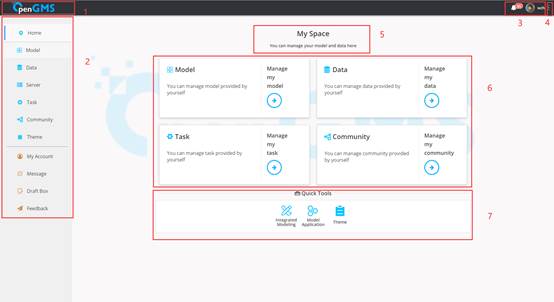 OpenGMS
1
3
4
Home
Model
Data
Server
Task
Community
Theme
My Account
Message
Draft Box
Feedback
2
My Space
You can manage your model and data here
5
Model
You can manage model provided by
yourself
Manage
my
model
Data
You can manage data provided by
yourself
Manage
my
data
6
Task
You can manage task provided by
yourself
Manage
my
task
Community
You can manage community provided
by yourself
Manage
my
community
Quick Tools
Integrated
Modeling
Model
Application
Theme
7